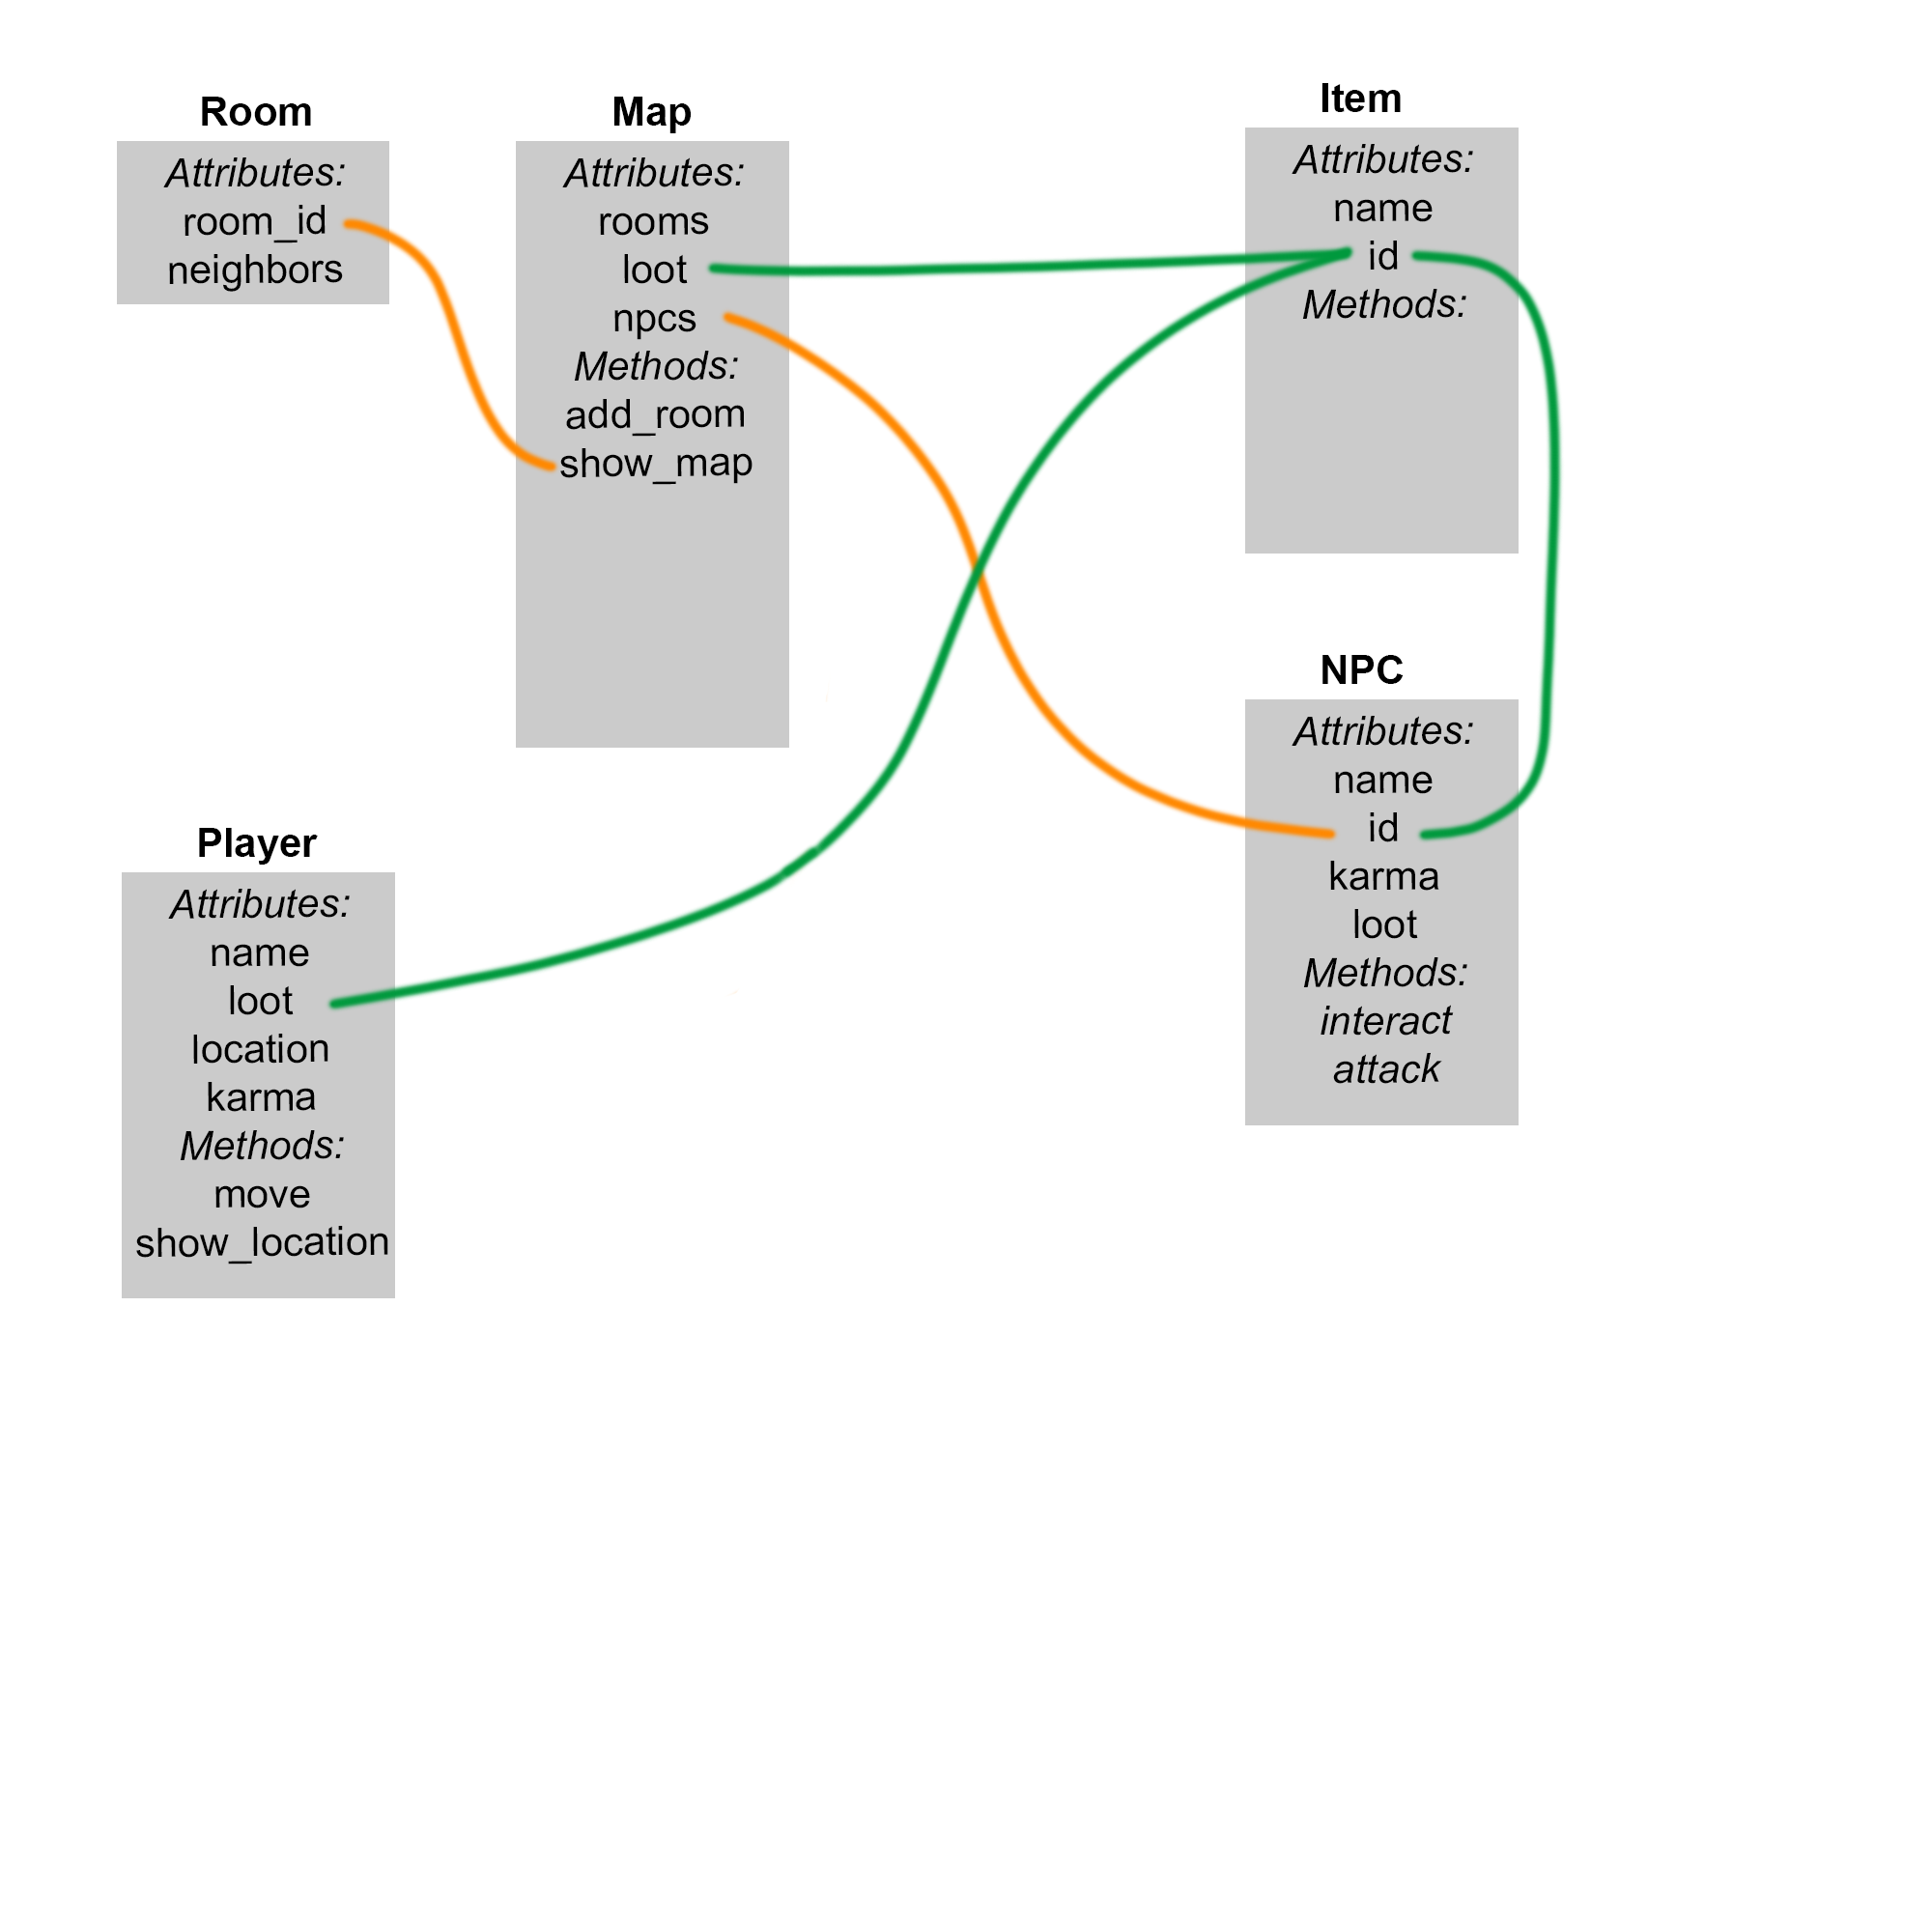 Room
Attributes:
room_id
neighbors
Map
Attributes:
rooms
loot
npcs
Methods:
add_room
show_map
Item
Attributes:
name
id
Methods:
Player
Attributes:
name
loot
location
karma
Methods:
move
show_location
NPC
Attributes:
name
id
karma
loot
Methods:
interact
attack